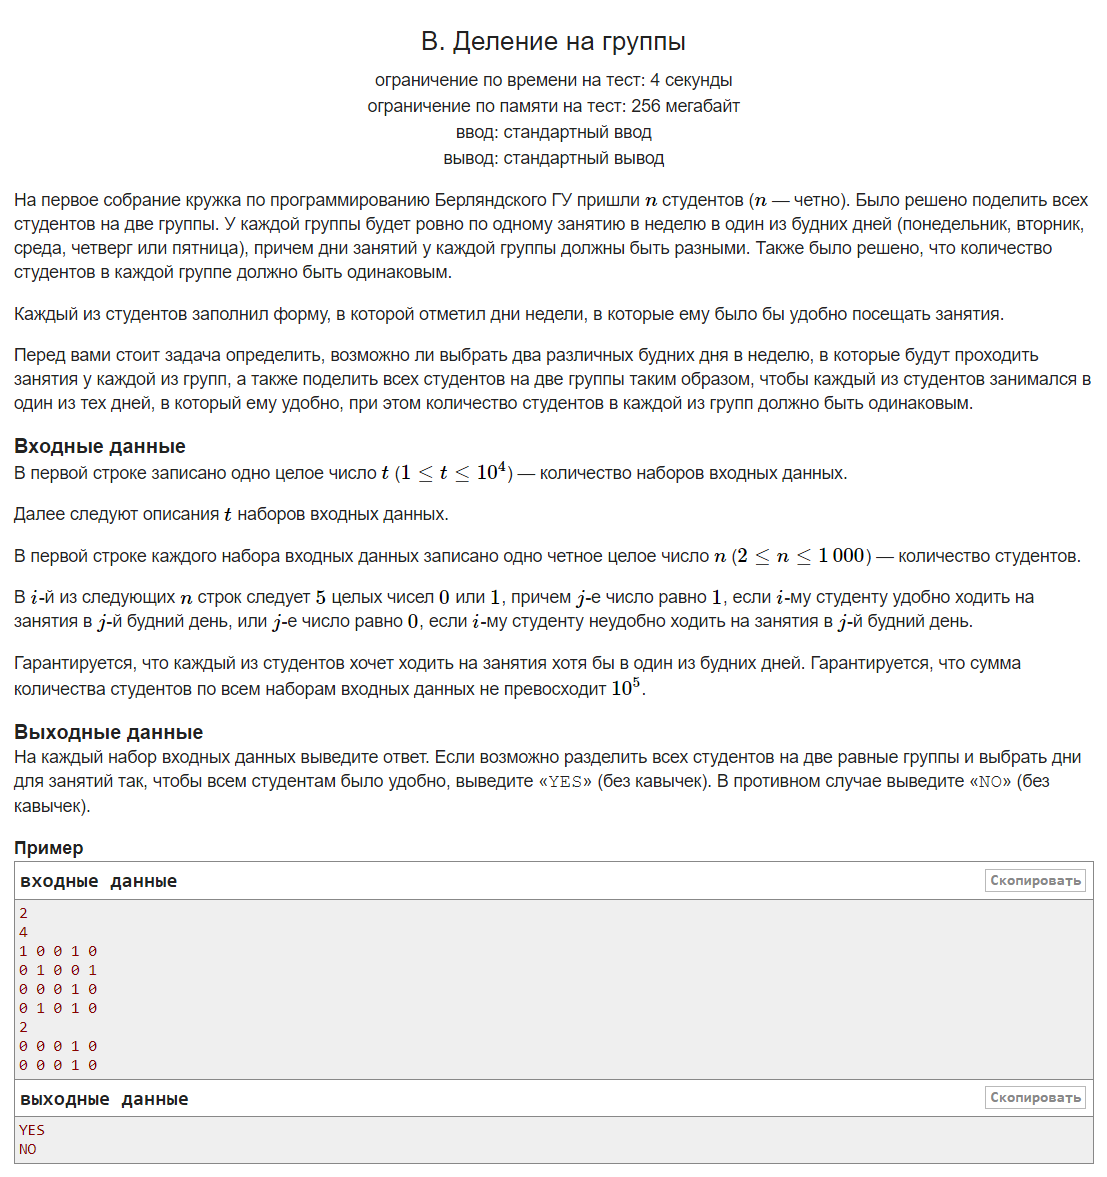 В. Деление на группы
ограничение по времени на тест: 4 секунды
ограничение по памяти на тест: 256 мегабайт
ввод: стандартный ввод
вывод: стандартный вывод
На первое собрание кружка по программированию Берляндского ГУ пришли n студентов (n — четно). Было решено поделить всех
студентов на две группы. У каждой группы будет ровно по одному занятию в неделю в один из будних дней (понедельник, вторник,
среда, четверг или пятница), причем дни занятий у каждой группы должны быть разными. Также было решено, что количество
студентов в каждой группе должно быть одинаковым.
Каждый из студентов заполнил форму, в которой отметил дни недели, в которые ему было бы удобно посещать занятия.
Перед вами стоит задача определить, возможно ли выбрать два различных будних дня в неделю, в которые будут проходить
занятия у каждой из групп, а также поделить всех студентов на две группы таким образом, чтобы каждый из студентов занимался в
один из тех дней, в который ему удобно, при этом количество студентов в каждой из групп должно быть одинаковым.
Входные данные
В первой строке записано одно целое число t (1 ≤ t ≤ 10⁴) — количество наборов входных данных.
Далее следуют описания t наборов входных данных.
В первой строке каждого набора входных данных записано одно четное целое число n (2 ≤ n ≤ 1 000) — количество студентов.
В i-й из следующих n строк следует 5 целых чисел 0 или 1, причем j-е число равно 1, если i-му студенту удобно ходить на
занятия в j-й будний день, или j-е число равно 0, если i-му студенту неудобно ходить на занятия в j-й будний день.
Гарантируется, что каждый из студентов хочет ходить на занятия хотя бы в один из будних дней. Гарантируется, что сумма
количества студентов по всем наборам входных данных не превосходит 10⁵.
Выходные данные
На каждый набор входных данных выведите ответ. Если возможно разделить всех студентов на две равные группы и выбрать дни
для занятий так, чтобы всем студентам было удобно, выведите «YES» (без кавычек). В противном случае выведите «NO» (без
кавычек).
Пример
входные данные Скопировать
2
4
1 0 0 1 0
0 1 0 0 1
0 0 0 1 0
0 1 0 1 0
2
0 0 0 1 0
0 0 0 1 0
выходные данные Скопировать
YES
NO